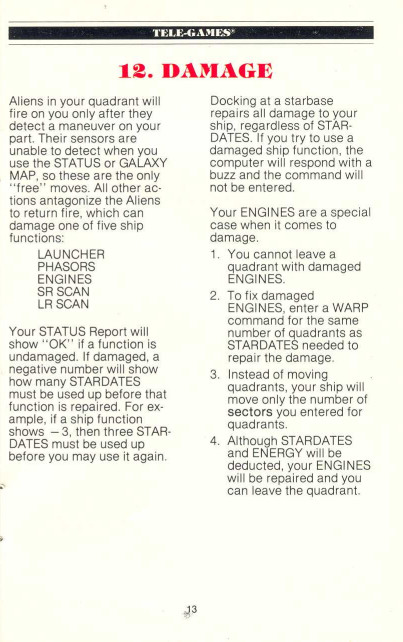 TELE-GAMES®
12. DAMAGE
Aliens in your quadrant will
fire on you only after they
detect a maneuver on your
part. Their sensors are
unable to detect when you
use the STATUS or GALAXY
MAP, so these are the only
"free" moves. All other ac-
tions antagonize the Aliens
to return fire, which can
damage one of five ship
functions:
LAUNCHER
PHASORS
ENGINES
SR SCAN
LR SCAN
Your STATUS Report will
show "OK" if a function is
undamaged. If damaged, a
negative number will show
how many STARDATES
must be used up before that
function is repaired. For ex-
ample, if a ship function
shows – 3, then three STAR-
DATES must be used up
before you may use it again.
Docking at a starbase
repairs all damage to your
ship, regardless of STAR-
DATES. If you try to use a
damaged ship function, the
computer will respond with a
buzz and the command will
not be entered.
Your ENGINES are a special
case when it comes to
damage.
1. You cannot leave a
quadrant with damaged
ENGINES.
2. To fix damaged
ENGINES, enter a WARP
command for the same
number of quadrants as
STARDATES needed to
repair the damage.
3. Instead of moving
quadrants, your ship will
move only the number of
sectors you entered for
quadrants.
4. Although STARDATES
and ENERGY will be
deducted, your ENGINES
will be repaired and you
can leave the quadrant.
13